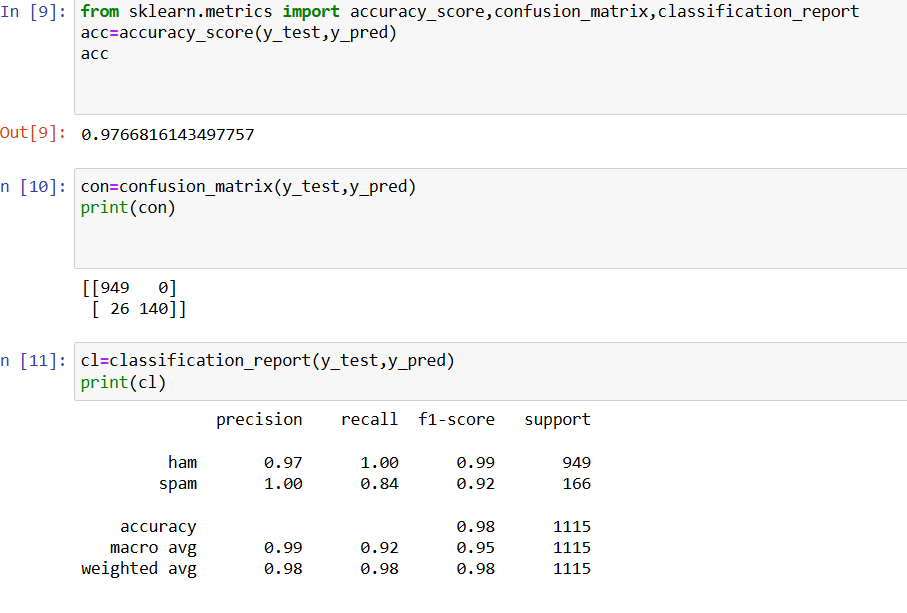 In [9]: from sklearn.metrics import accuracy_score,confusion_matrix,classification_report
acc=accuracy_score(y_test,y_pred)
acc
Out[9]: 0.9766816143497757
n [10]: con=confusion_matrix(y_test,y_pred)
print(con)
[[949   0]
[ 26 140]]
n [11]: cl=classification_report(y_test,y_pred)
print(cl)
precision recall f1-score support
ham 0.97 1.00 0.99 949
spam 1.00 0.84 0.92 166
accuracy 0.98 1115
macro avg 0.99 0.92 0.95 1115
weighted avg 0.98 0.98 0.98 1115